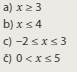 a) x ≥ 3
b) x ≤ 4
c) −2 ≤ x ≤ 3
č) 0 < x ≤ 5